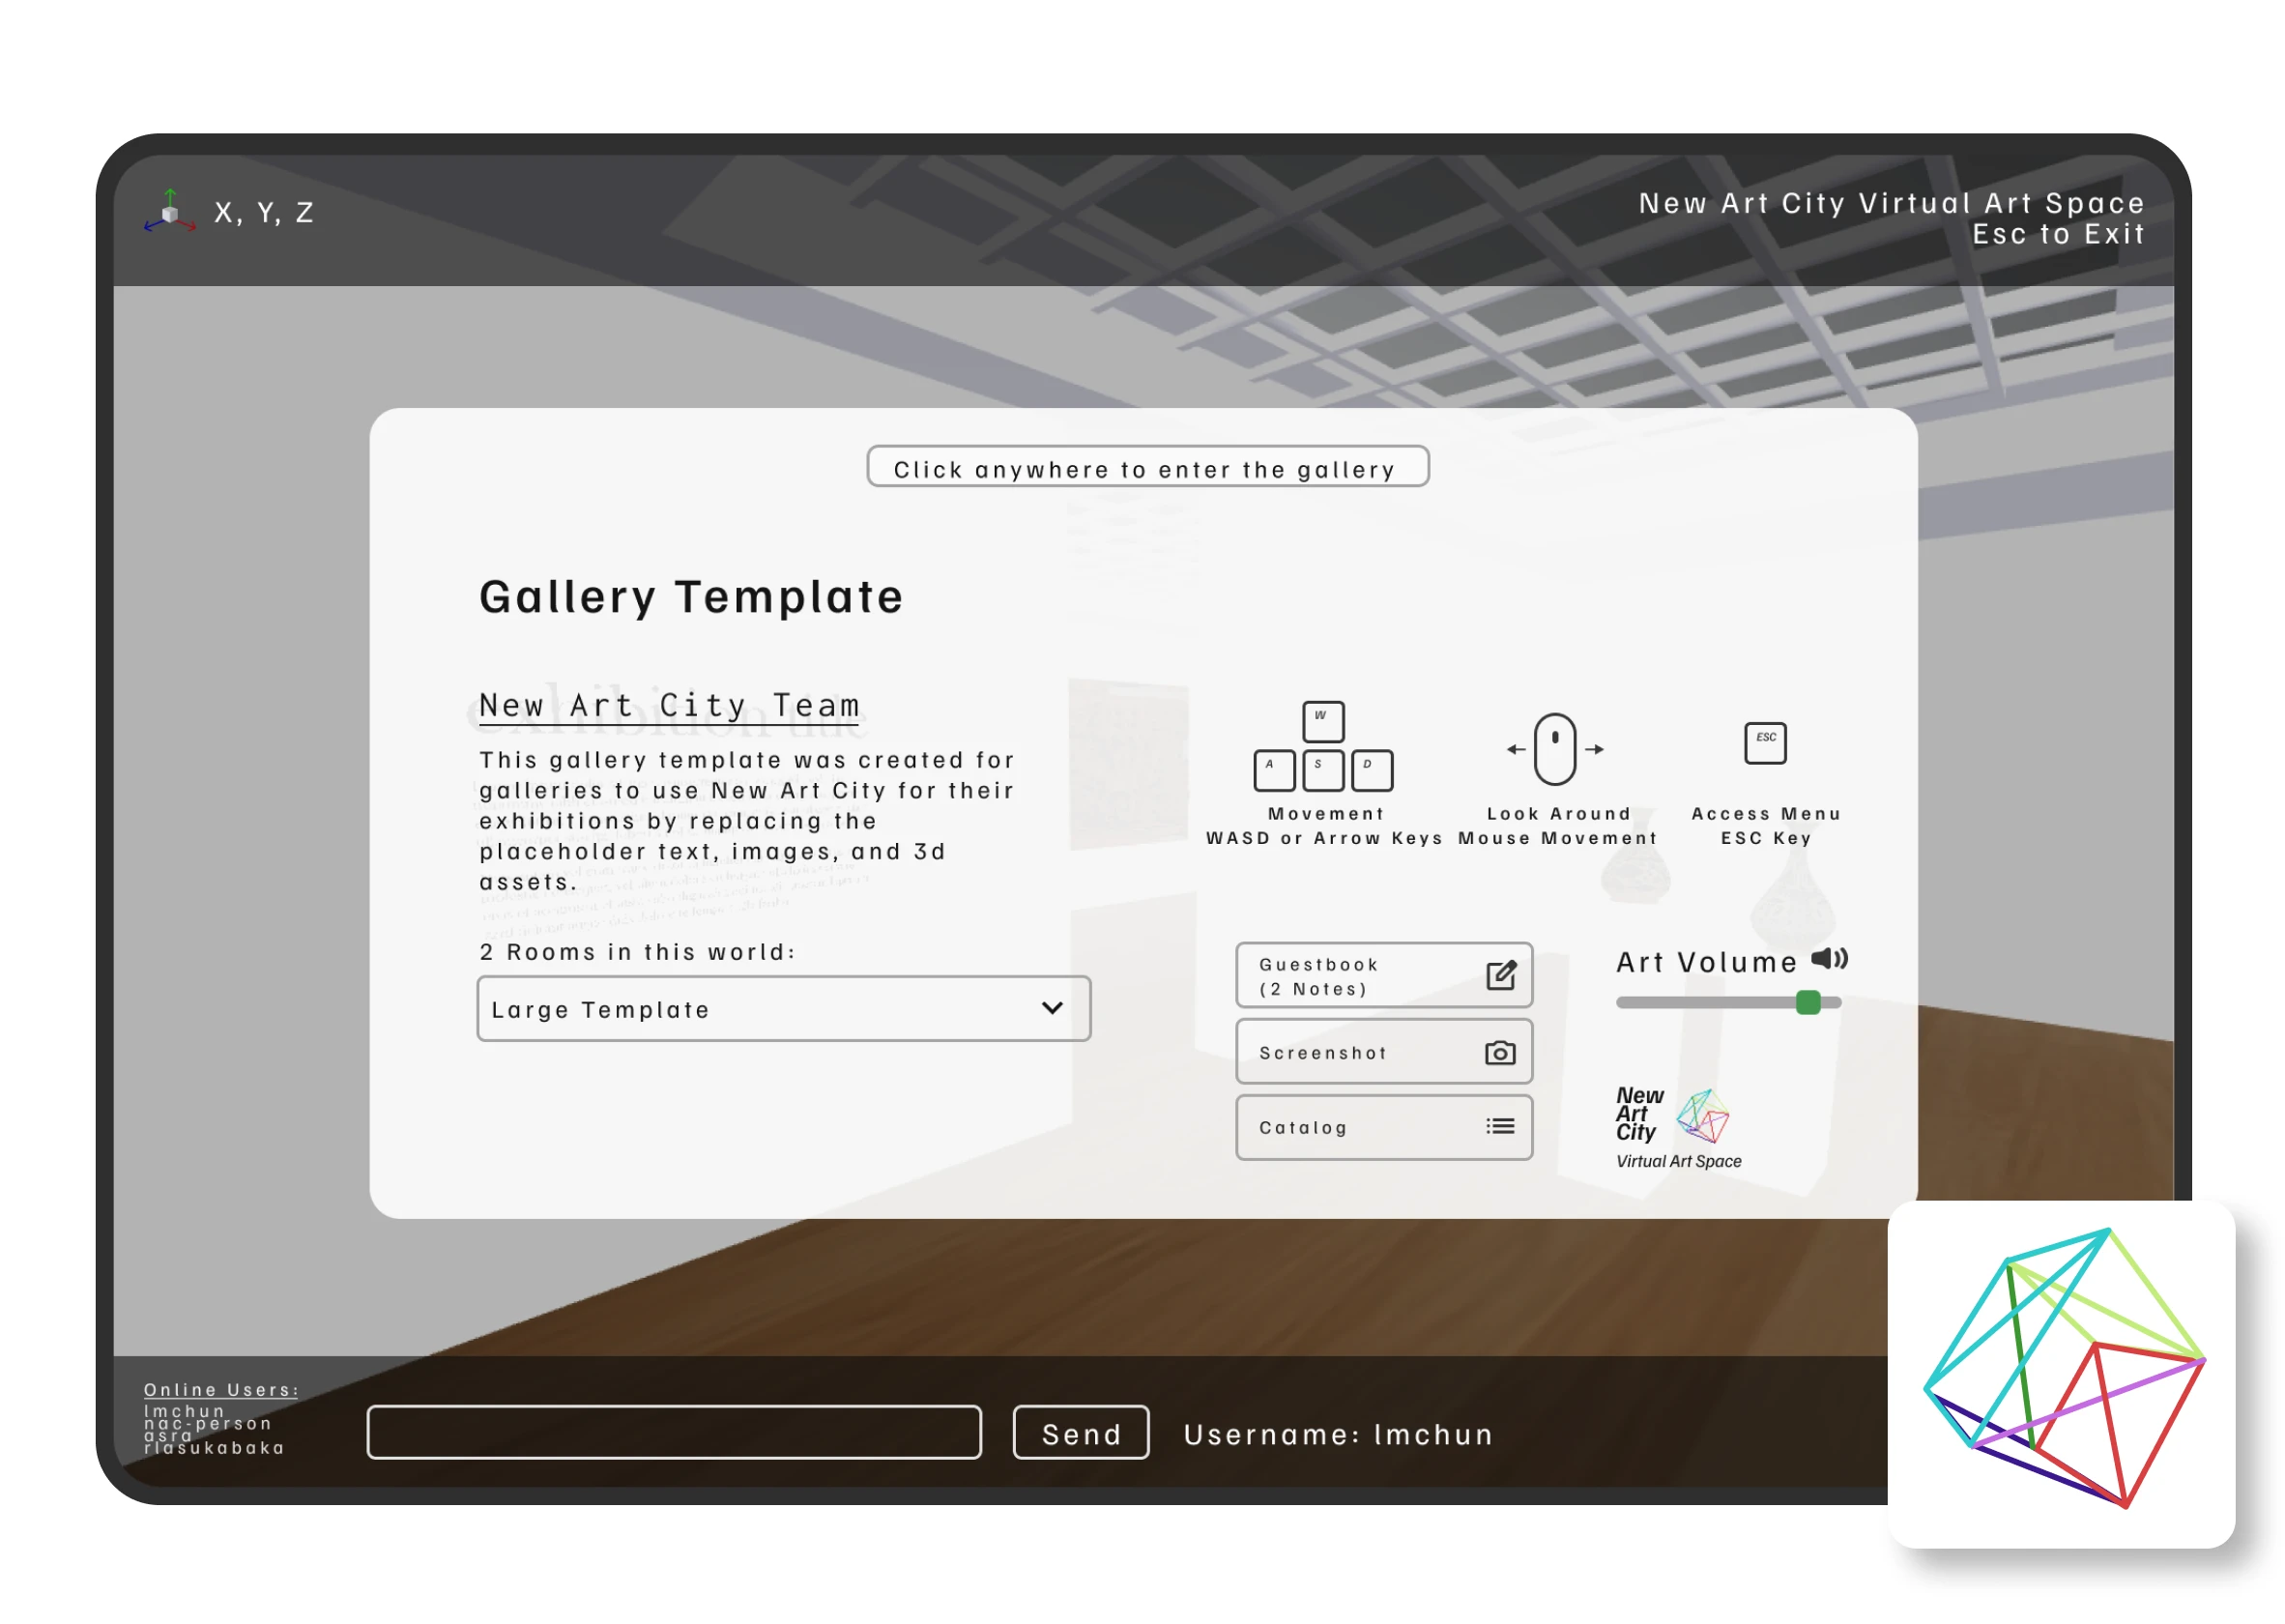 X, Y, Z
New Art City Virtual Art Space
Esc to Exit
Click anywhere to enter the gallery
Gallery Template
exhibition title
New Art City Team
This gallery template was created for
galleries to use New Art City for their
exhibitions by replacing the
placeholder text, images, and 3d
assets.
2 Rooms in this world:
Large Template
W
A S D
Movement
WASD or Arrow Keys
Look Around
Mouse Movement
ESC
Access Menu
ESC Key
Guestbook
(2 Notes)
Screenshot
Catalog
Art Volume
New
Art
City
Virtual Art Space
Online Users:
lmchun
nac-person
asra
rlasukabaka
Send
Username: lmchun